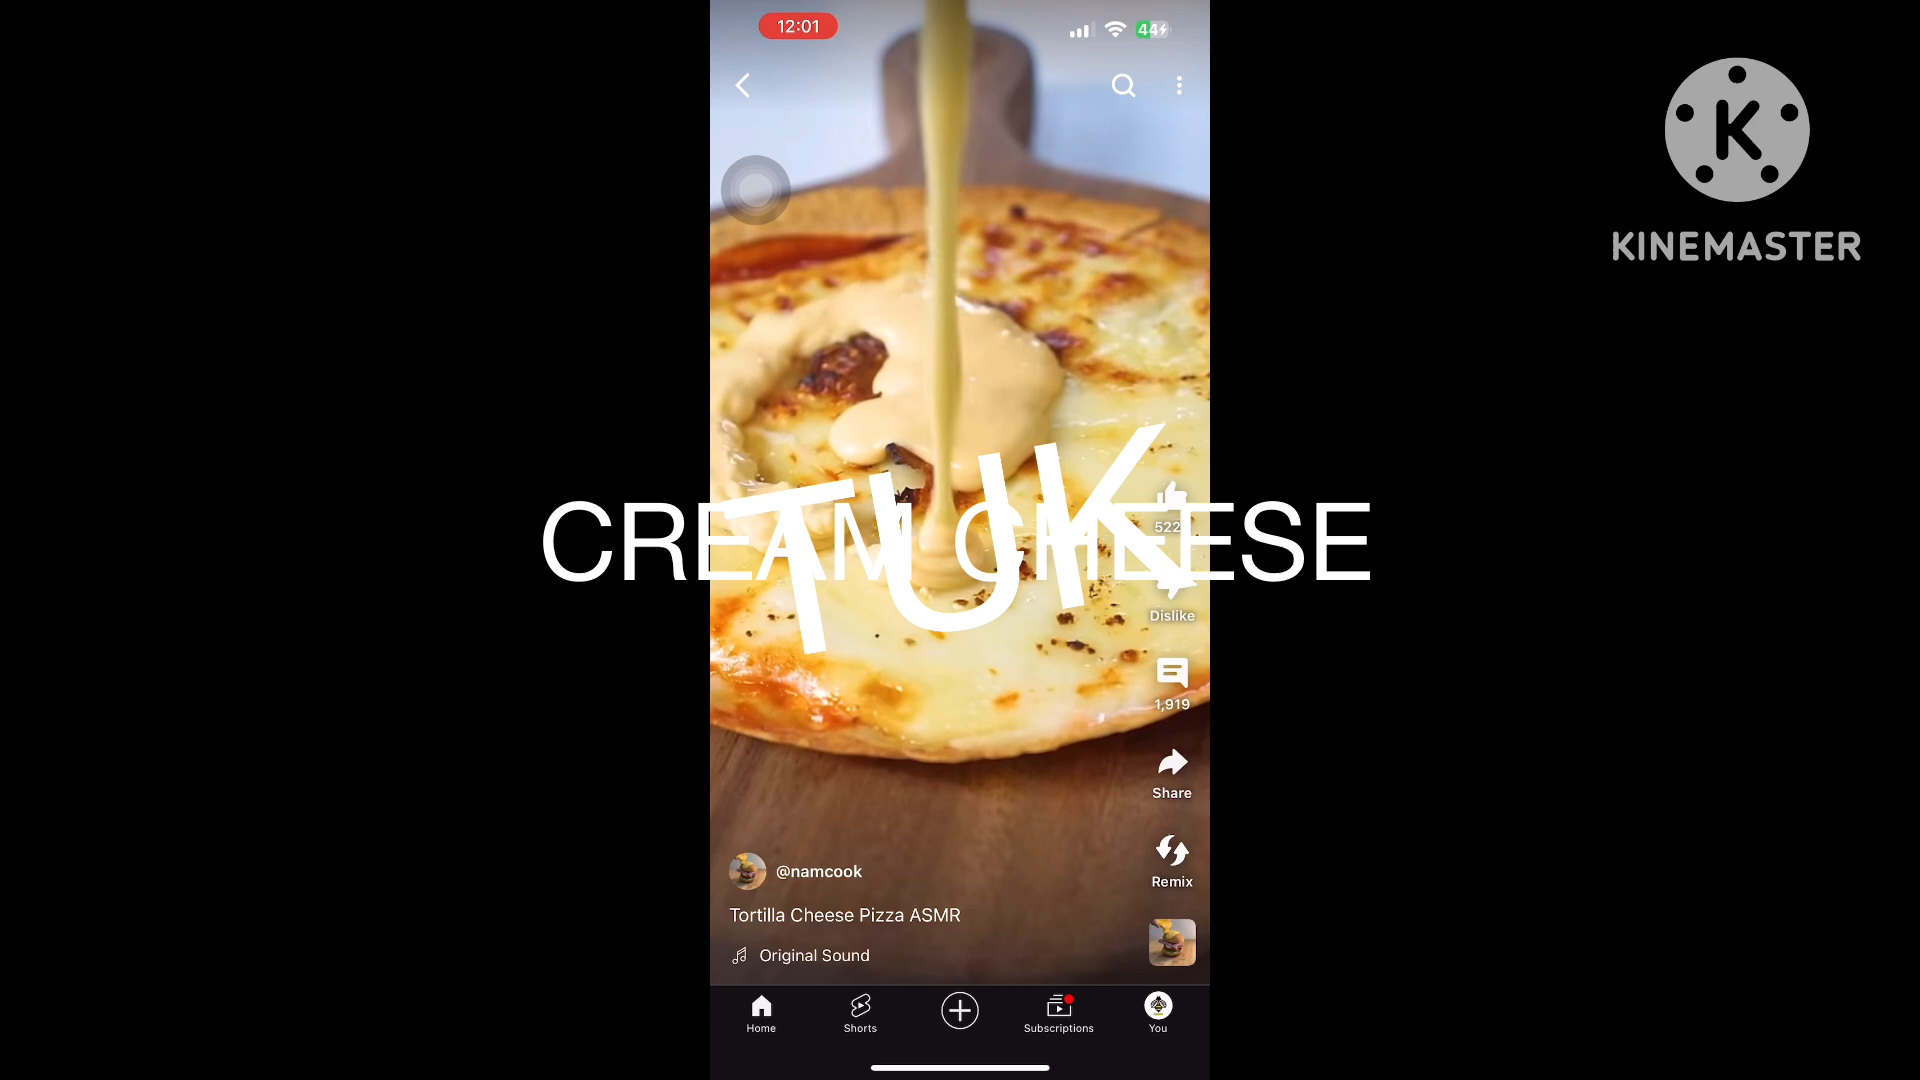 12:01
44
K
KINEMASTER
TUK
CREAM CHEESE
522
Dislike
1,919
Share
@namcook
Remix
Tortilla Cheese Pizza ASMR
Original Sound
Home
Shorts
Subscriptions
You